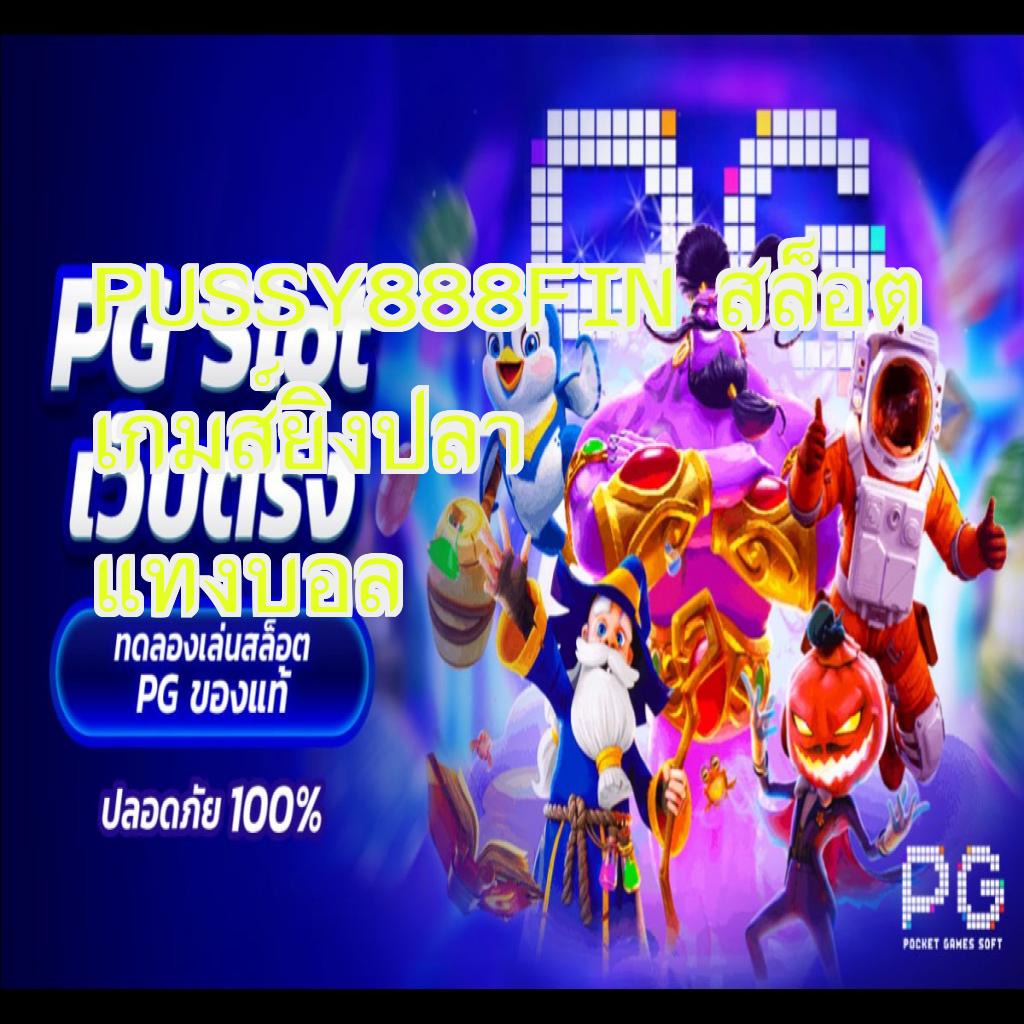 PG
PUSSY888FIN สล็อต
PG Slot
เกมส์ยิงปลา
เว็บตรง
แทงบอล
ทดลองเล่นสล็อต
PG ของแท้
ปลอดภัย 100%
PG
POCKET GAMES SOFT